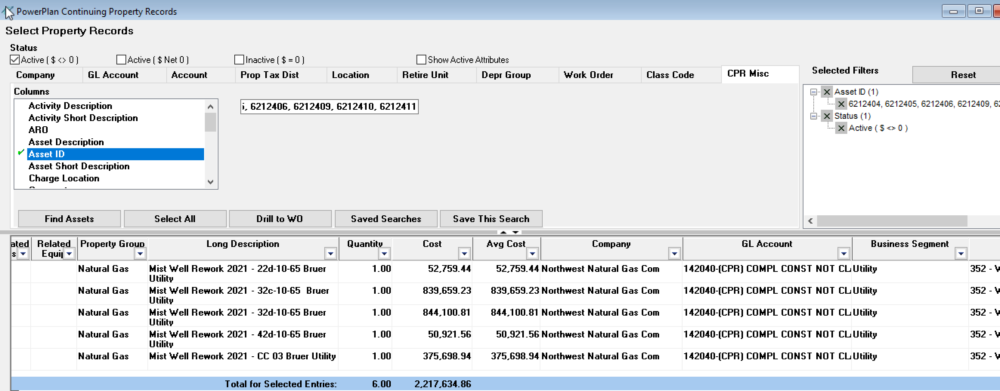 PowerPlan Continuing Property Records
Select Property Records
Status
Active ( $ <> 0 ) Active ( $ Net 0 ) Inactive ( $ = 0 ) Show Active Attributes
Company GL Account Account Prop Tax Dist Location Retire Unit Depr Group Work Order Class Code CPR Misc
Selected Filters Reset
Columns
Activity Description
Activity Short Description
ARO
Asset Description
Asset ID
Asset Short Description
Charge Location
, 6212406, 6212409, 6212410, 6212411
Asset ID (1)
6212404, 6212405, 6212406, 6212409, 62
Status (1)
Active ( $ <> 0 )
Find Assets Select All Drill to WO Saved Searches Save This Search
Related Equip Property Group Long Description Quantity Cost Avg Cost Company GL Account Business Segment
Natural Gas Mist Well Rework 2021 - 22d-10-65 Bruer Utility 1.00 52,759.44 52,759.44 Northwest Natural Gas Com 142040-(CPR) COMPL CONST NOT CL Utility 352 -
Natural Gas Mist Well Rework 2021 - 32c-10-65 Bruer Utility 1.00 839,659.23 839,659.23 Northwest Natural Gas Com 142040-(CPR) COMPL CONST NOT CL Utility 352 -
Natural Gas Mist Well Rework 2021 - 32d-10-65 Bruer Utility 1.00 844,100.81 844,100.81 Northwest Natural Gas Com 142040-(CPR) COMPL CONST NOT CL Utility 352 -
Natural Gas Mist Well Rework 2021 - 42d-10-65 Bruer Utility 1.00 50,921.56 50,921.56 Northwest Natural Gas Com 142040-(CPR) COMPL CONST NOT CL Utility 352 -
Natural Gas Mist Well Rework 2021 - CC 03 Bruer Utility 1.00 375,698.94 375,698.94 Northwest Natural Gas Com 142040-(CPR) COMPL CONST NOT CL Utility 352 -
Total for Selected Entries: 6.00 2,217,634.86